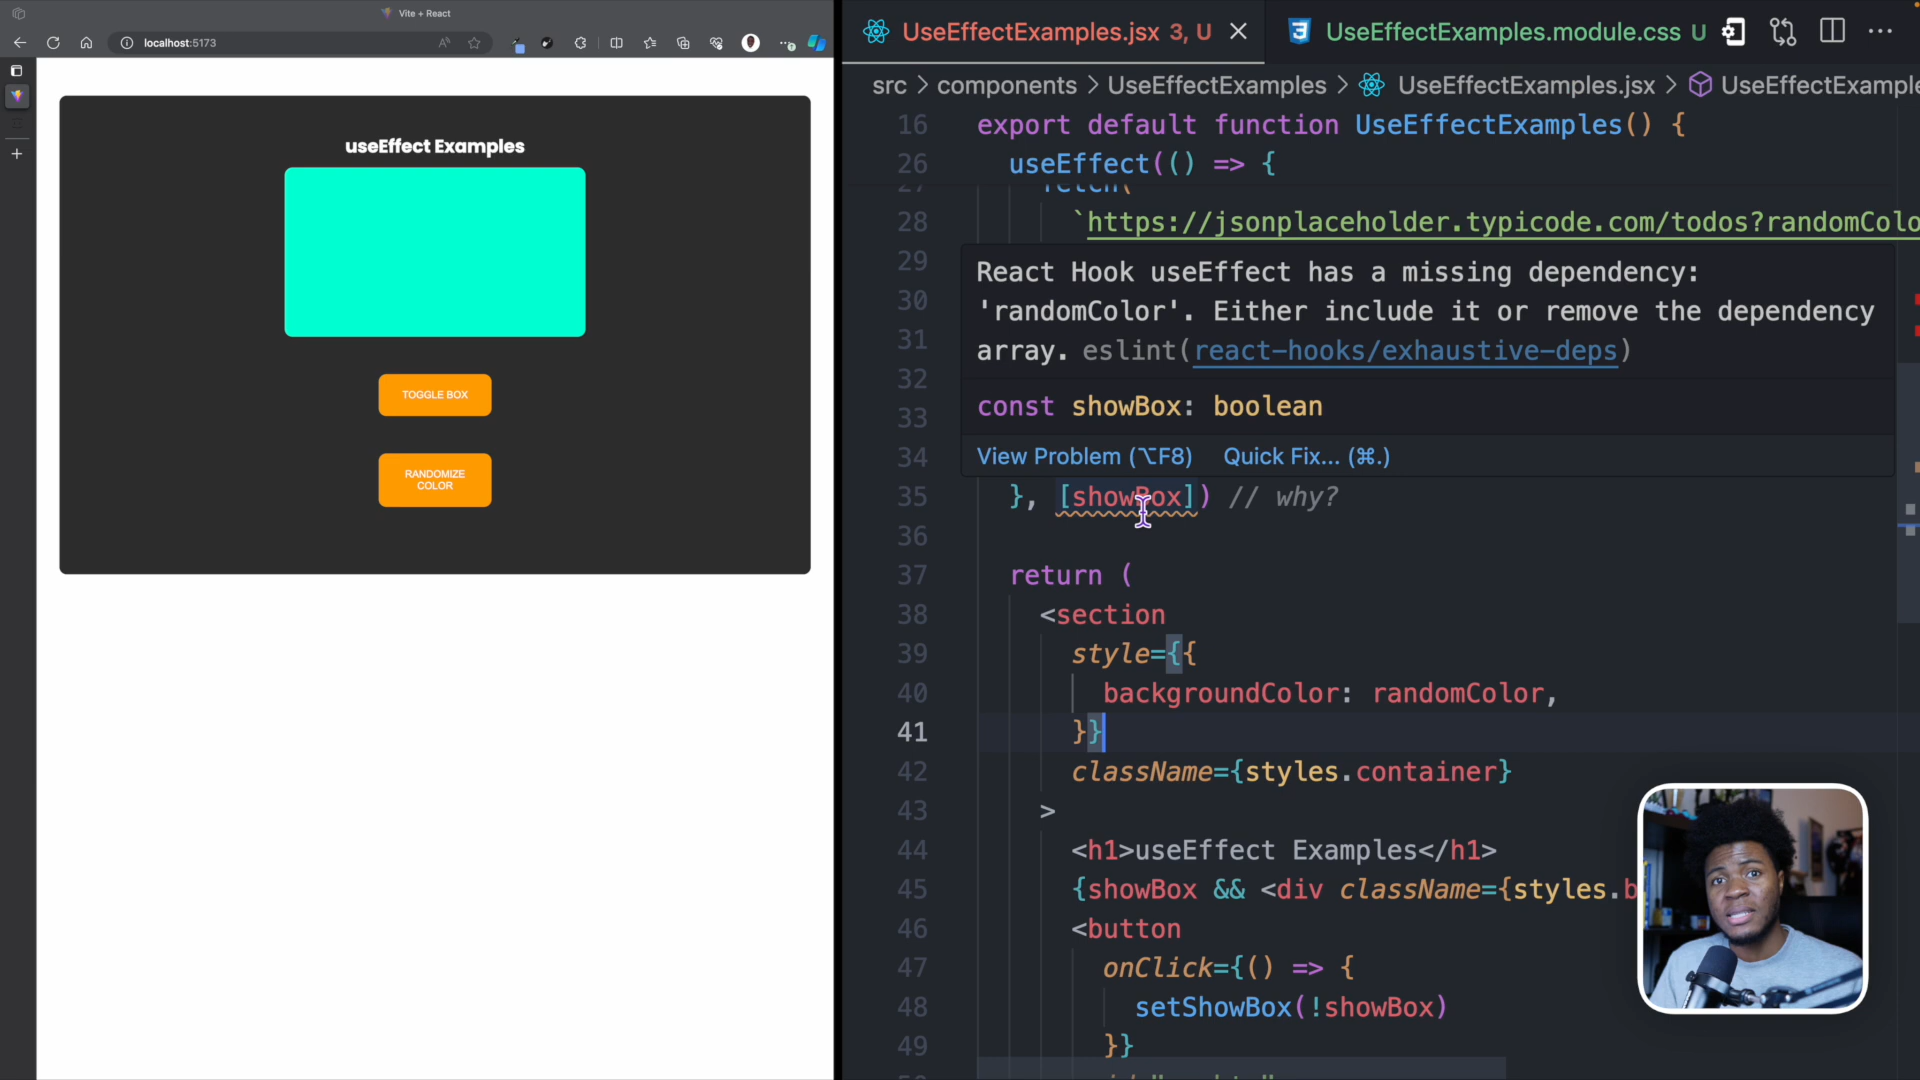 Vite + React
localhost:5173
useEffect Examples
TOGGLE BOX
RANDOMIZE
COLOR
UseEffectExamples.jsx 3, U
UseEffectExamples.module.css U
src > components > UseEffectExamples > UseEffectExamples.jsx > UseEffectExample
16 export default function UseEffectExamples() {
26 useEffect(() => {
27 fetch(
28 `https://jsonplaceholder.typicode.com/todos?randomColo
29
React Hook useEffect has a missing dependency:
30
'randomColor'. Either include it or remove the dependency
31
array. eslint(react-hooks/exhaustive-deps)
32
33
const showBox: boolean
34
View Problem (⌥F8) Quick Fix... (⌘.)
35 }, [showBox]) // why?
36
37 return (
38 <section
39 style={{
40 backgroundColor: randomColor,
41 }}
42 className={styles.container}
43 >
44 <h1>useEffect Examples</h1>
45 {showBox && <div className={styles.b
46 <button
47 onClick={() => {
48 setShowBox(!showBox)
49 }}